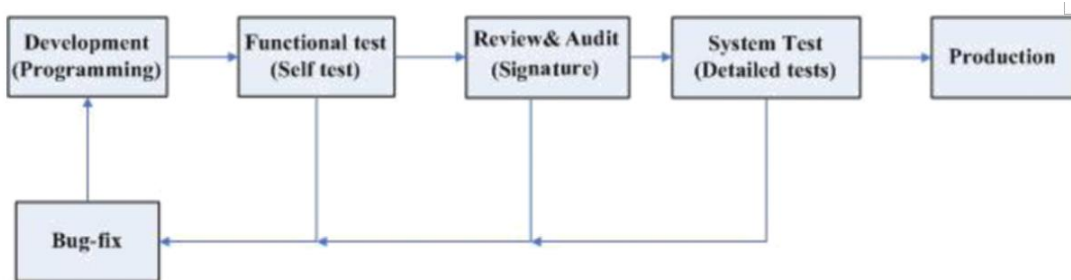 Development
(Programming)
Functional test
(Self test)
Review& Audit
(Signature)
System Test
(Detailed tests)
Production
Bug-fix